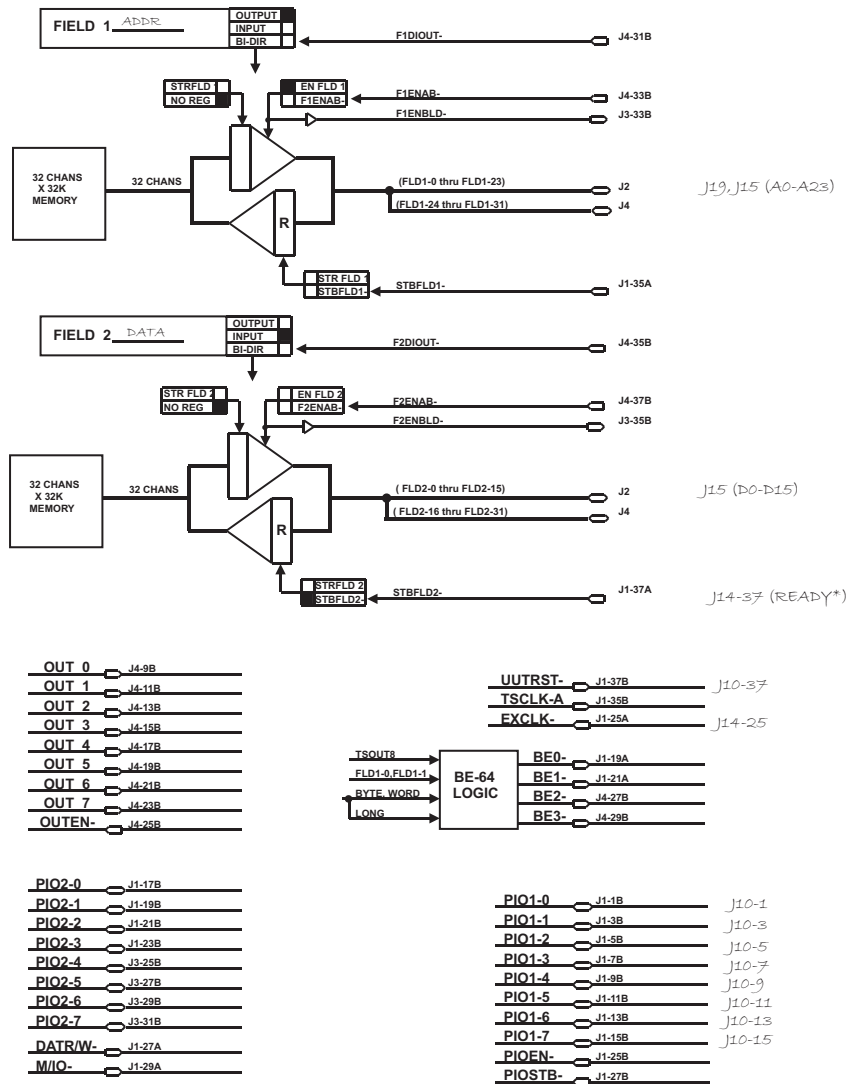 FIELD 1 ADDR
OUTPUT
INPUT
BI-DIR
F1DIOUT-
J4-31B
STRFLD 1
NO REG
EN FLD 1
F1ENAB-
F1ENAB-
J4-33B
F1ENBLD-
J3-33B
32 CHANS
X 32K
MEMORY
32 CHANS
(FLD1-0 thru FLD1-23)
J2
J19, J15 (A0-A23)
(FLD1-24 thru FLD1-31)
J4
R
STR FLD 1
STBFLD1-
STBFLD1-
J1-35A
FIELD 2 DATA
OUTPUT
INPUT
BI-DIR
F2DIOUT-
J4-35B
STR FLD 2
NO REG
EN FLD 2
F2ENAB-
F2ENAB-
J4-37B
F2ENBLD-
J3-35B
32 CHANS
X 32K
MEMORY
32 CHANS
( FLD2-0 thru FLD2-15)
J2
J15 (D0-D15)
( FLD2-16 thru FLD2-31)
J4
R
STRFLD 2
STBFLD2-
STBFLD2-
J1-37A
J14-37 (READY*)
OUT 0 J4-9B
OUT 1 J4-11B
OUT 2 J4-13B
OUT 3 J4-15B
OUT 4 J4-17B
OUT 5 J4-19B
OUT 6 J4-21B
OUT 7 J4-23B
OUTEN- J4-25B
UUTRST- J1-37B J10-37
TSCLK-A J1-35B
EXCLK- J1-25A J14-25
TSOUT8
FLD1-0,FLD1-1
BYTE, WORD
LONG
BE-64
LOGIC
BE0- J1-19A
BE1- J1-21A
BE2- J4-27B
BE3- J4-29B
PIO2-0 J1-17B
PIO2-1 J1-19B
PIO2-2 J1-21B
PIO2-3 J1-23B
PIO2-4 J3-25B
PIO2-5 J3-27B
PIO2-6 J3-29B
PIO2-7 J3-31B
DATR/W- J1-27A
M/IO- J1-29A
PIO1-0 J1-1B J10-1
PIO1-1 J1-3B J10-3
PIO1-2 J1-5B J10-5
PIO1-3 J1-7B J10-7
PIO1-4 J1-9B J10-9
PIO1-5 J1-11B J10-11
PIO1-6 J1-13B J10-13
PIO1-7 J1-15B J10-15
PIOEN- J1-25B
PIOSTB- J1-27B